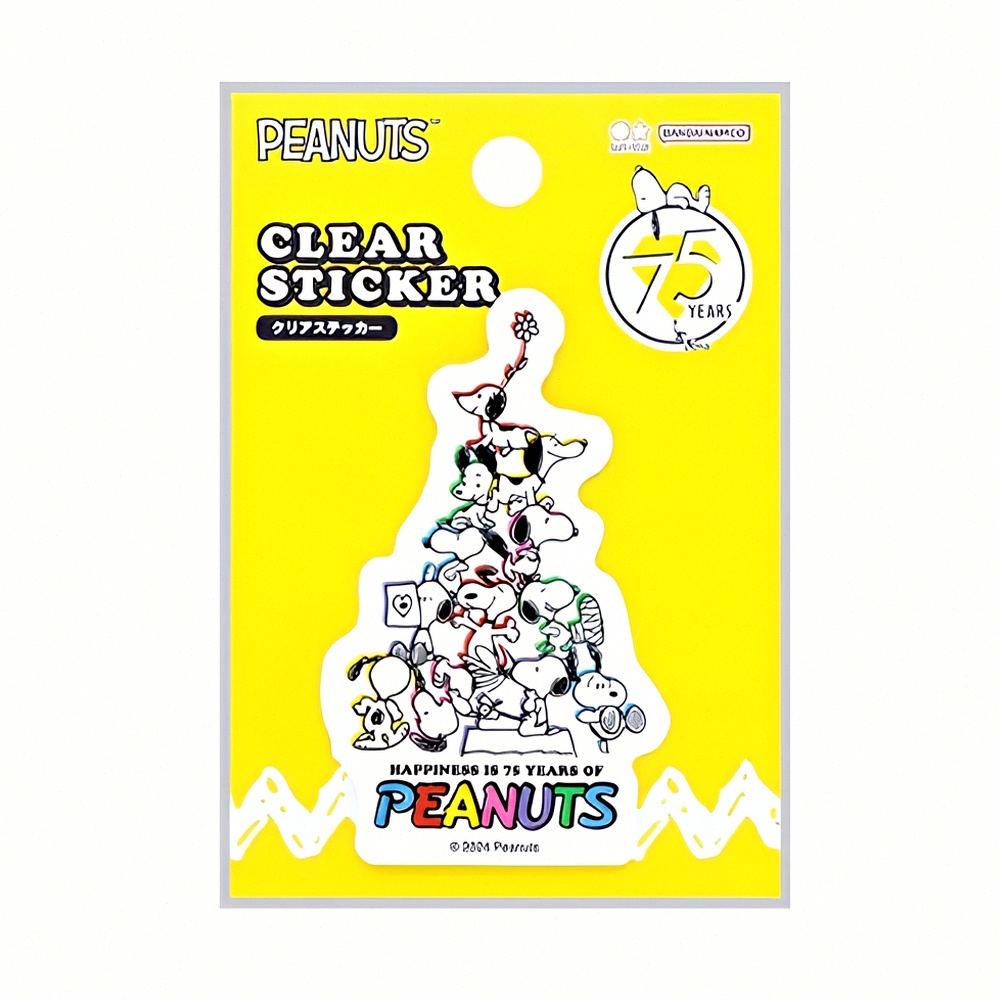 PEANUTS
CLEAR
STICKER
クリアステッカー
75
YEARS
HAPPINESS IS 75 YEARS OF
PEANUTS